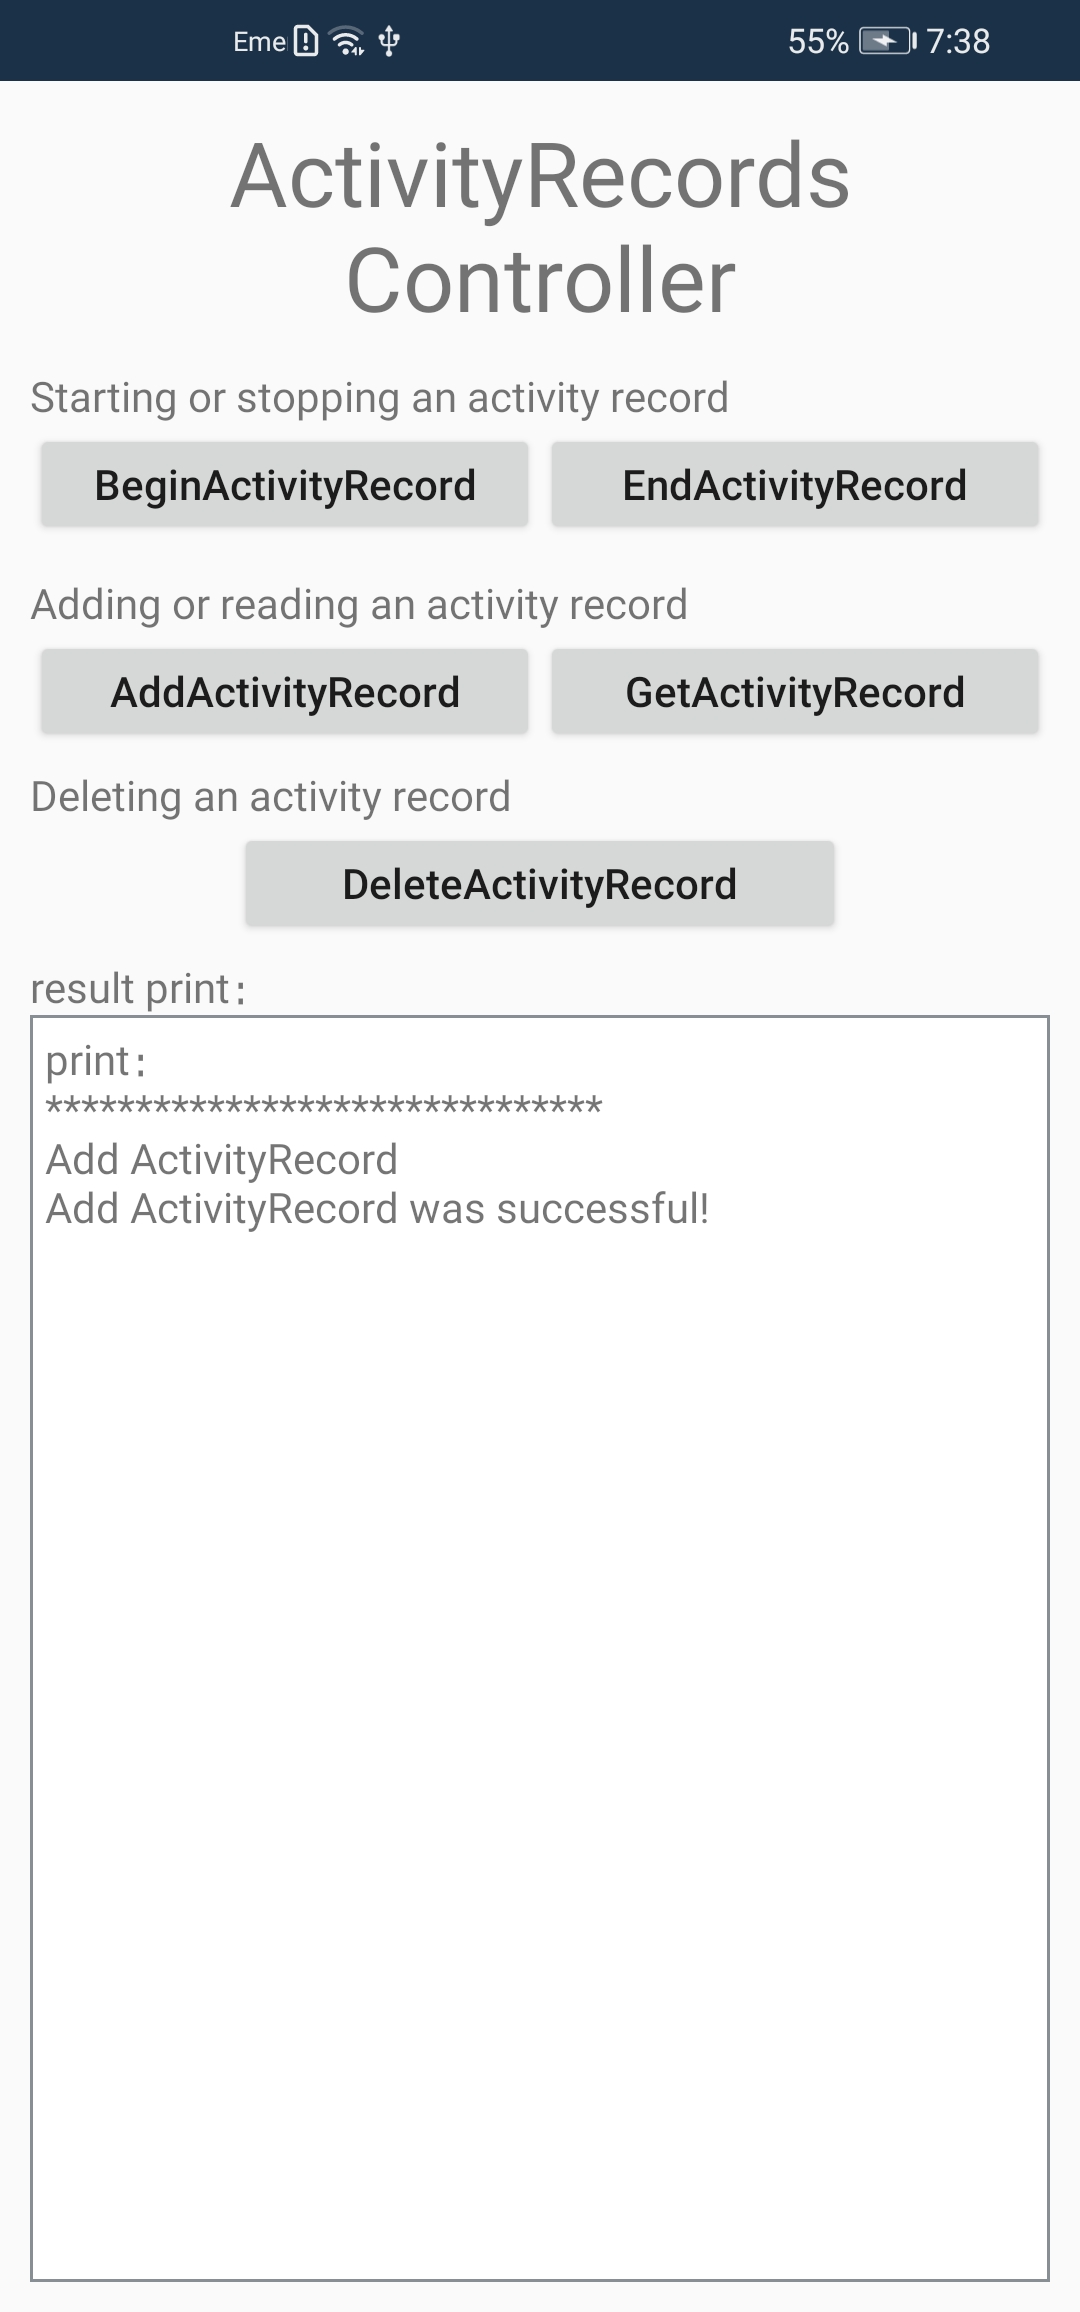 Eme 55% 7:38
ActivityRecords
Controller
Starting or stopping an activity record
BeginActivityRecord EndActivityRecord
Adding or reading an activity record
AddActivityRecord GetActivityRecord
Deleting an activity record
DeleteActivityRecord
result print:
print:
*******************************
Add ActivityRecord
Add ActivityRecord was successful!